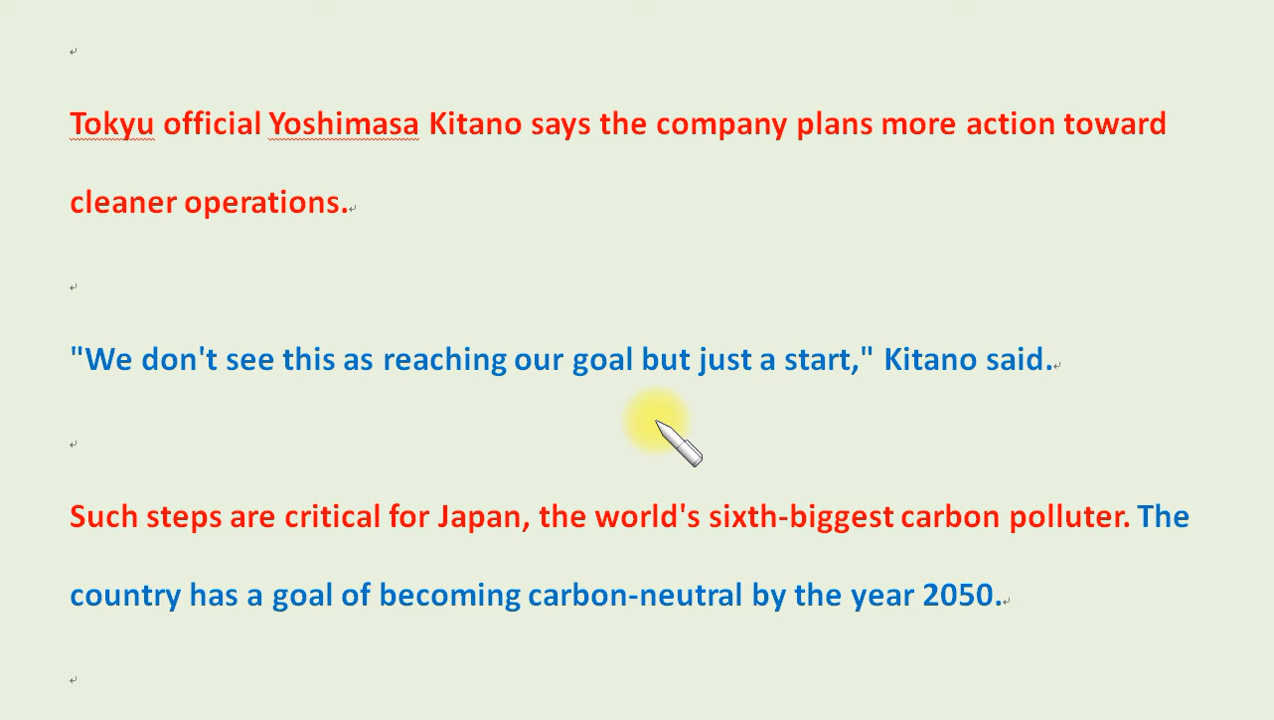 Tokyu official Yoshimasa Kitano says the company plans more action toward
cleaner operations.
"We don't see this as reaching our goal but just a start," Kitano said.
Such steps are critical for Japan, the world's sixth-biggest carbon polluter. The
country has a goal of becoming carbon-neutral by the year 2050.